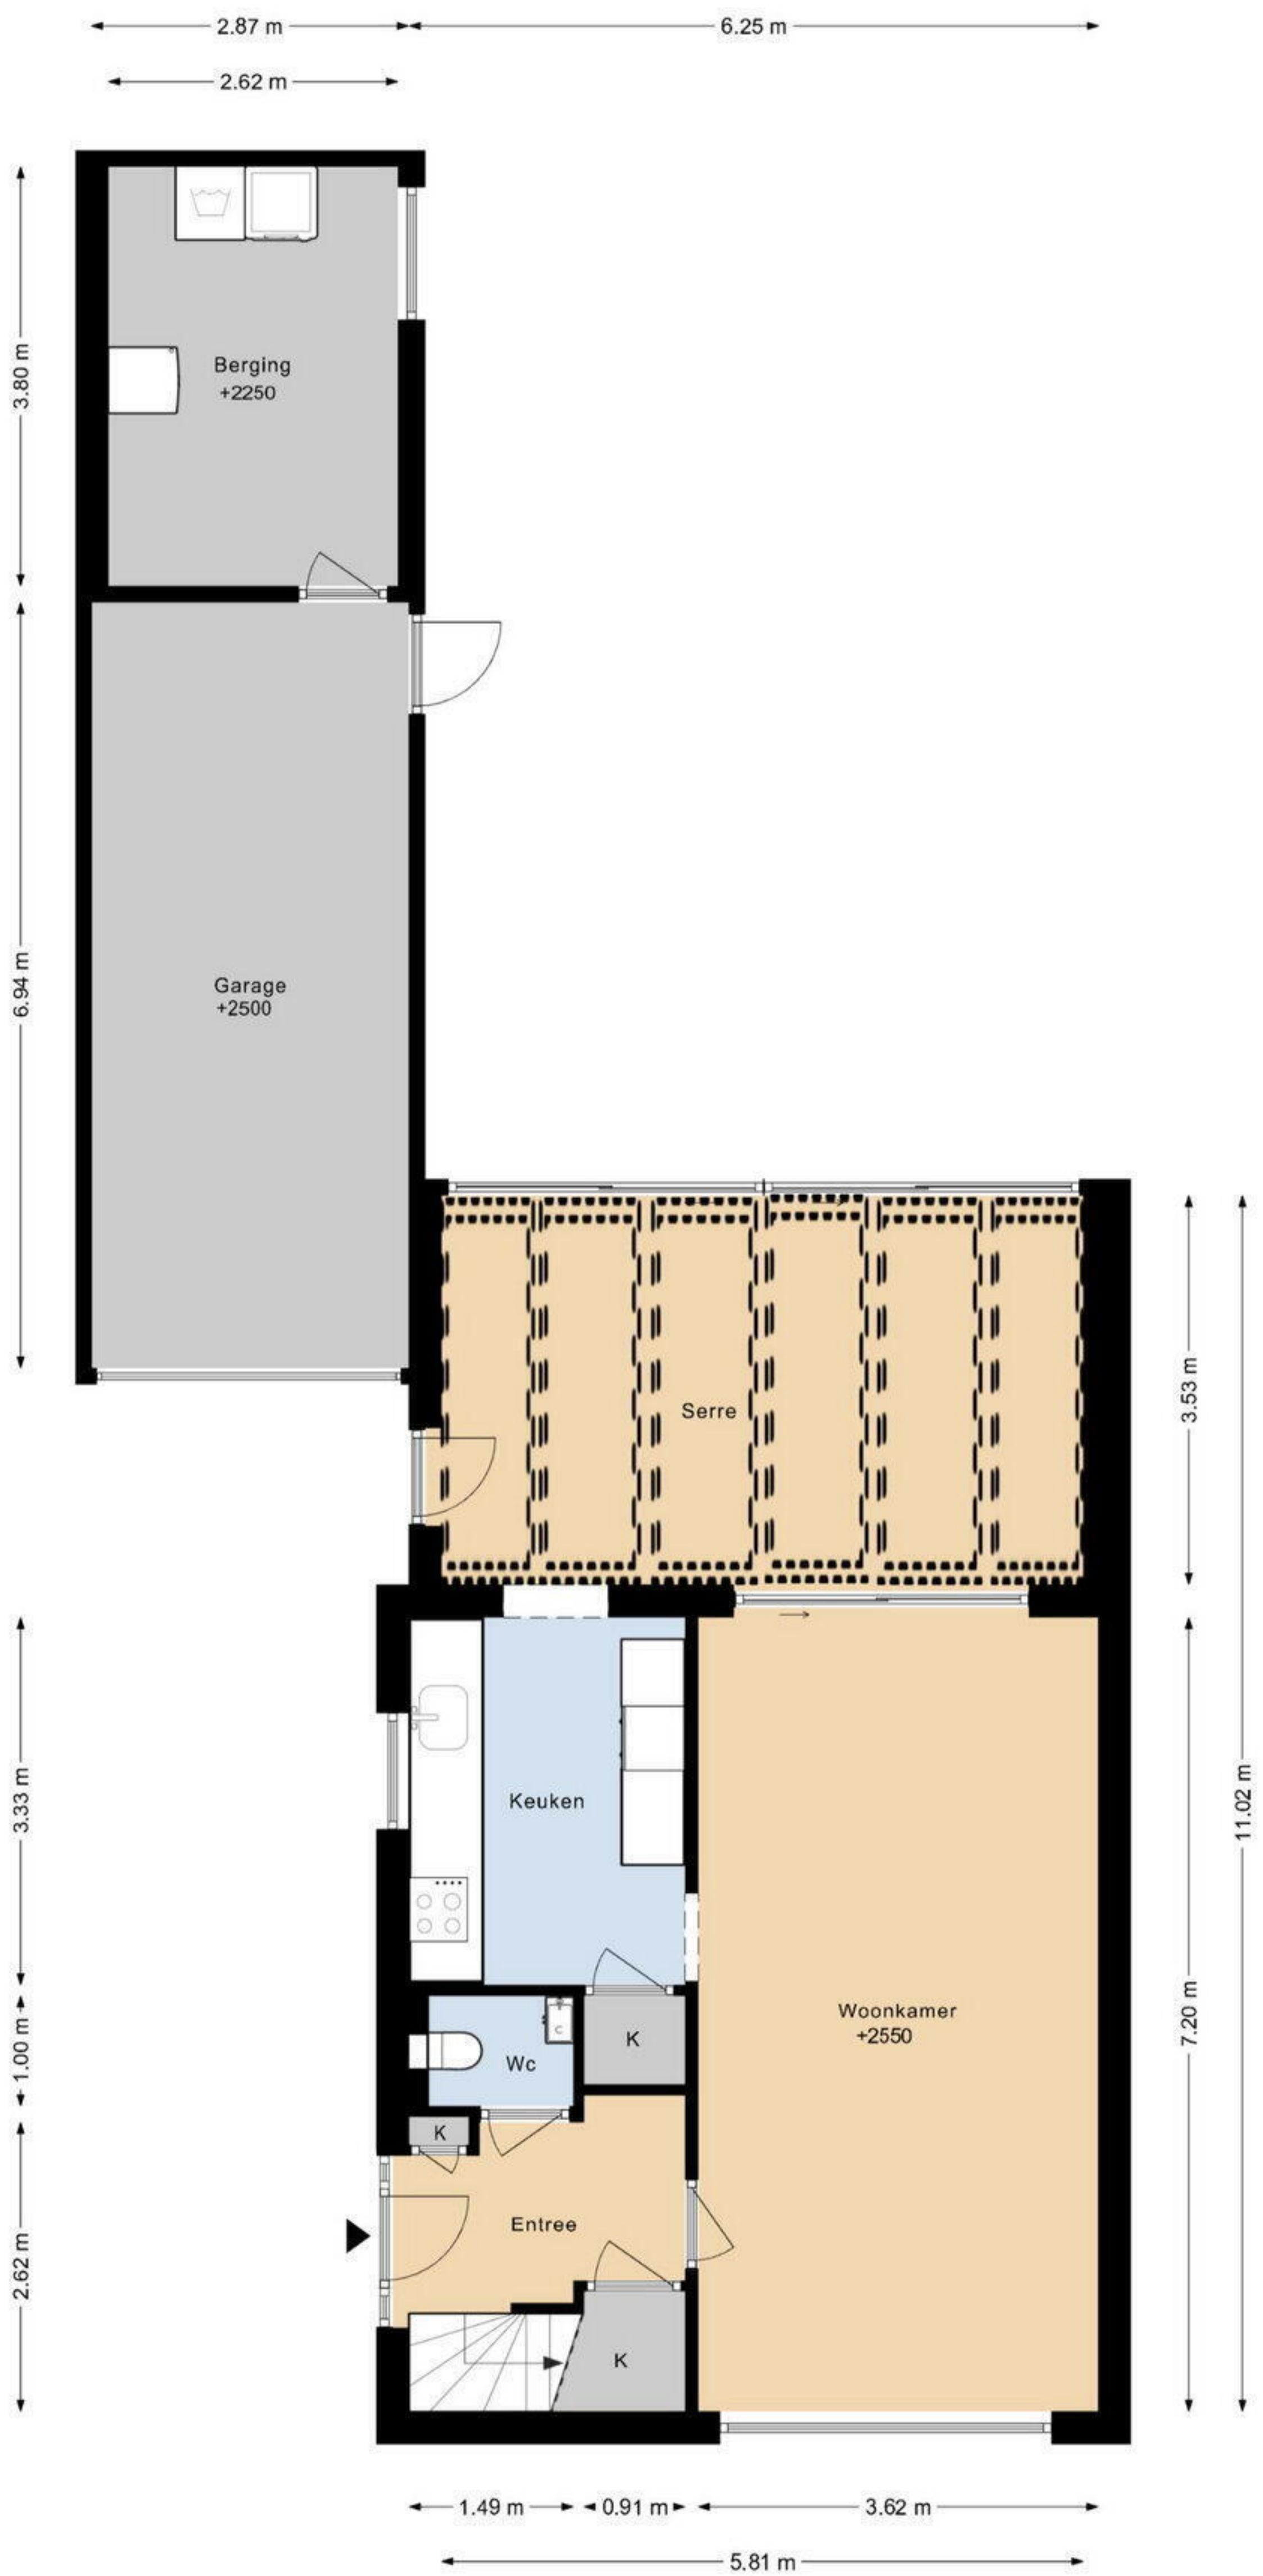 2.87 m
6.25 m
2.62 m
3.80 m
Berging
+2250
6.94 m
Garage
+2500
3.53 m
Serre
11.02 m
3.33 m
Keuken
7.20 m
Woonkamer
+2550
1.00 m
K
Wc
K
2.62 m
Entree
K
1.49 m
0.91 m
3.62 m
5.81 m